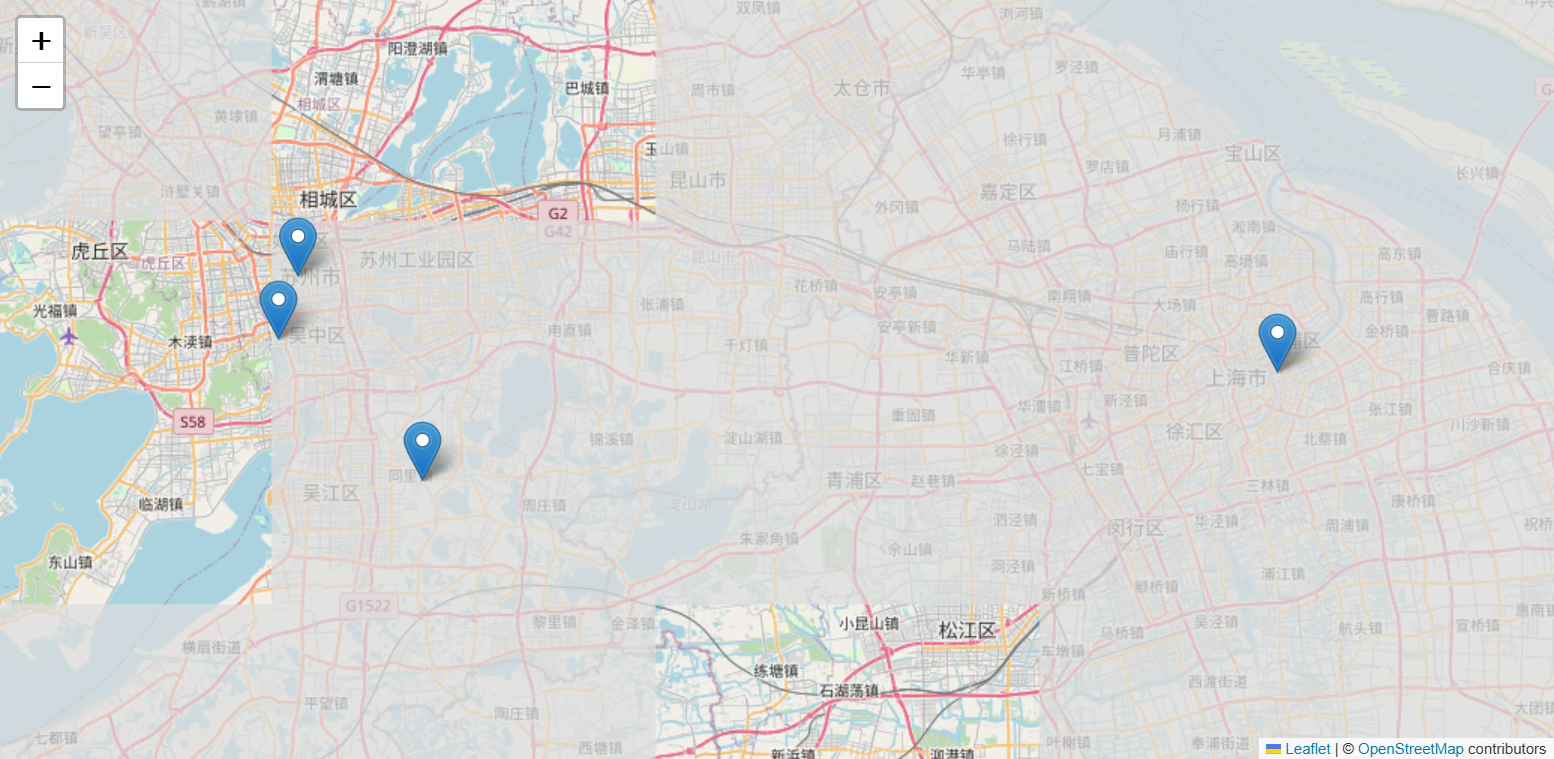 双凤镇
浏河镇
新吴区
阳澄湖镇
渭塘镇
巴城镇
周市镇
太仓市
华亭镇
罗泾镇
相城区
黄埭镇
望亭镇
玉山镇
徐行镇
月浦镇
宝山区
罗店镇
长兴镇
昆山市
嘉定区
浒墅关镇
相城区
外冈镇
杨行镇
淞南镇
G2
G42
马陆镇
庙行镇
高境镇
高东镇
虎丘区
虎丘区
苏州市
苏州工业园区
昆山市
花桥镇
安亭镇
南翔镇
大场镇
高行镇
光福镇
张浦镇
曹路镇
木渎镇
吴中区
甪直镇
千灯镇
安亭新镇
华新镇
江桥镇
普陀区
金桥镇
合庆镇
上海市
S58
重固镇
华漕镇
新泾镇
张江镇
川沙新镇
锦溪镇
淀山湖镇
徐汇区
北蔡镇
徐泾镇
七宝镇
同里
吴江区
青浦区
赵巷镇
三林镇
康桥镇
临湖镇
周庄镇
淀山湖
泗泾镇
闵行区
华泾镇
周浦镇
祝桥
朱家角镇
佘山镇
东山镇
洞泾镇
浦江镇
颛桥镇
新桥镇
G1522
惠南
黎里镇
金泽镇
小昆山镇
松江区
马桥镇
吴泾镇
航头镇
宣桥镇
横扇街道
车墩镇
练塘镇
石湖荡镇
西渡街道
平望镇
陶庄镇
大团
七都镇
西塘镇
新浜镇
泖港镇
叶榭镇
奉浦街道
Leaflet | © OpenStreetMap contributors